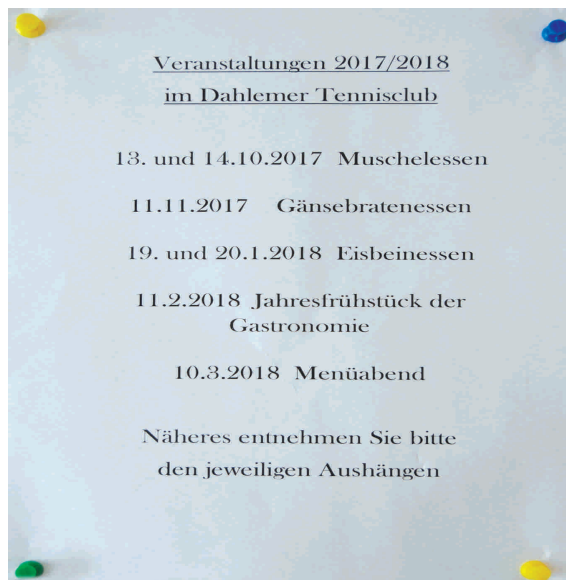 Veranstaltungen 2017/2018
im Dahlemer Tennisclub
13. und 14.10.2017 Muschelessen
11.11.2017 Gänsebratenessen
19. und 20.1.2018 Eisbeinessen
11.2.2018 Jahresfrühstück der
Gastronomie
10.3.2018 Menüabend
Näheres entnehmen Sie bitte
den jeweiligen Aushängen